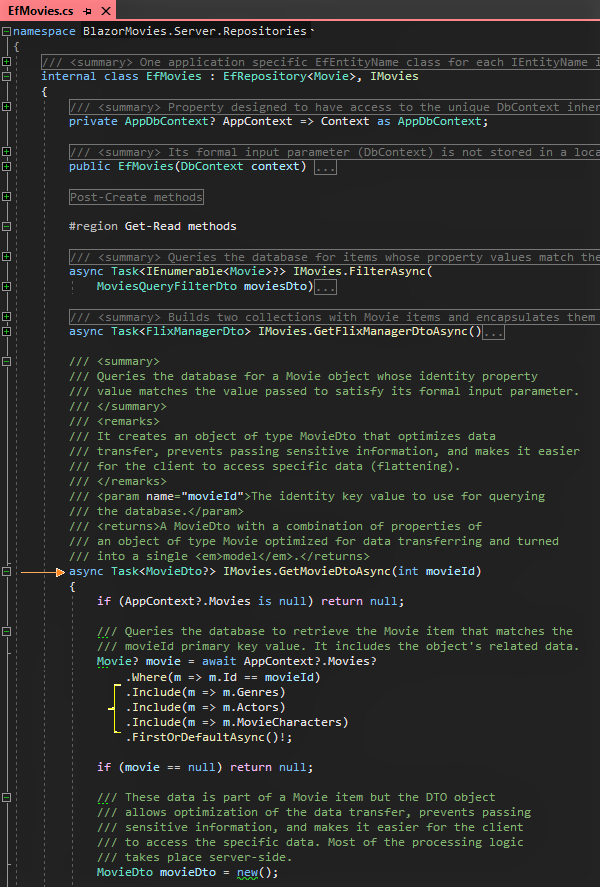 EfMovies.cs
namespace BlazorMovies.Server.Repositories
{
/// <summary> One application specific EfEntityName class for each IEntityName i
internal class EfMovies : EfRepository<Movie>, IMovies
{
/// <summary> Property designed to have access to the unique DbContext inher
private AppDbContext? AppContext => Context as AppDbContext;
/// <summary> Its formal input parameter (DbContext) is not stored in a loca
public EfMovies(DbContext context) ...
Post-Create methods
#region Get-Read methods
/// <summary> Queries the database for items whose property values match the
async Task<IEnumerable<Movie>?> IMovies.FilterAsync(
MoviesQueryFilterDto moviesDto)...
/// <summary> Builds two collections with Movie items and encapsulates them
async Task<FlixManagerDto> IMovies.GetFlixManagerDtoAsync()...
/// <summary>
/// Queries the database for a Movie object whose identity property
/// value matches the value passed to satisfy its formal input parameter.
/// </summary>
/// <remarks>
/// It creates an object of type MovieDto that optimizes data
/// transfer, prevents passing sensitive information, and makes it easier
/// for the client to access specific data (flattening).
/// </remarks>
/// <param name="movieId">The identity key value to use for querying
/// the database.</param>
/// <returns>A MovieDto with a combination of properties of
/// an object of type Movie optimized for data transferring and turned
/// into a single <em>model</em>.</returns>
async Task<MovieDto?> IMovies.GetMovieDtoAsync(int movieId)
{
if (AppContext?.Movies is null) return null;
/// Queries the database to retrieve the Movie item that matches the
/// movieId primary key value. It includes the object's related data.
Movie? movie = await AppContext?.Movies?
.Where(m => m.Id == movieId)
.Include(m => m.Genres)
.Include(m => m.Actors)
.Include(m => m.MovieCharacters)
.FirstOrDefaultAsync()!;
if (movie == null) return null;
/// These data is part of a Movie item but the DTO object
/// allows optimization of the data transfer, prevents passing
/// sensitive information, and makes it easier for the client
/// to access the specific data. Most of the processing logic
/// takes place server-side.
MovieDto movieDto = new();